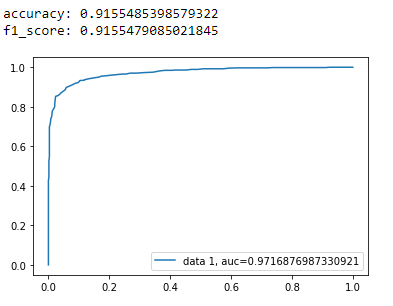 accuracy: 0.9155485398579322
f1_score: 0.9155479085021845
1.0
0.8
0.6
0.4
0.2
0.0
data 1, auc=0.9716876987330921
0.0 0.2 0.4 0.6 0.8 1.0